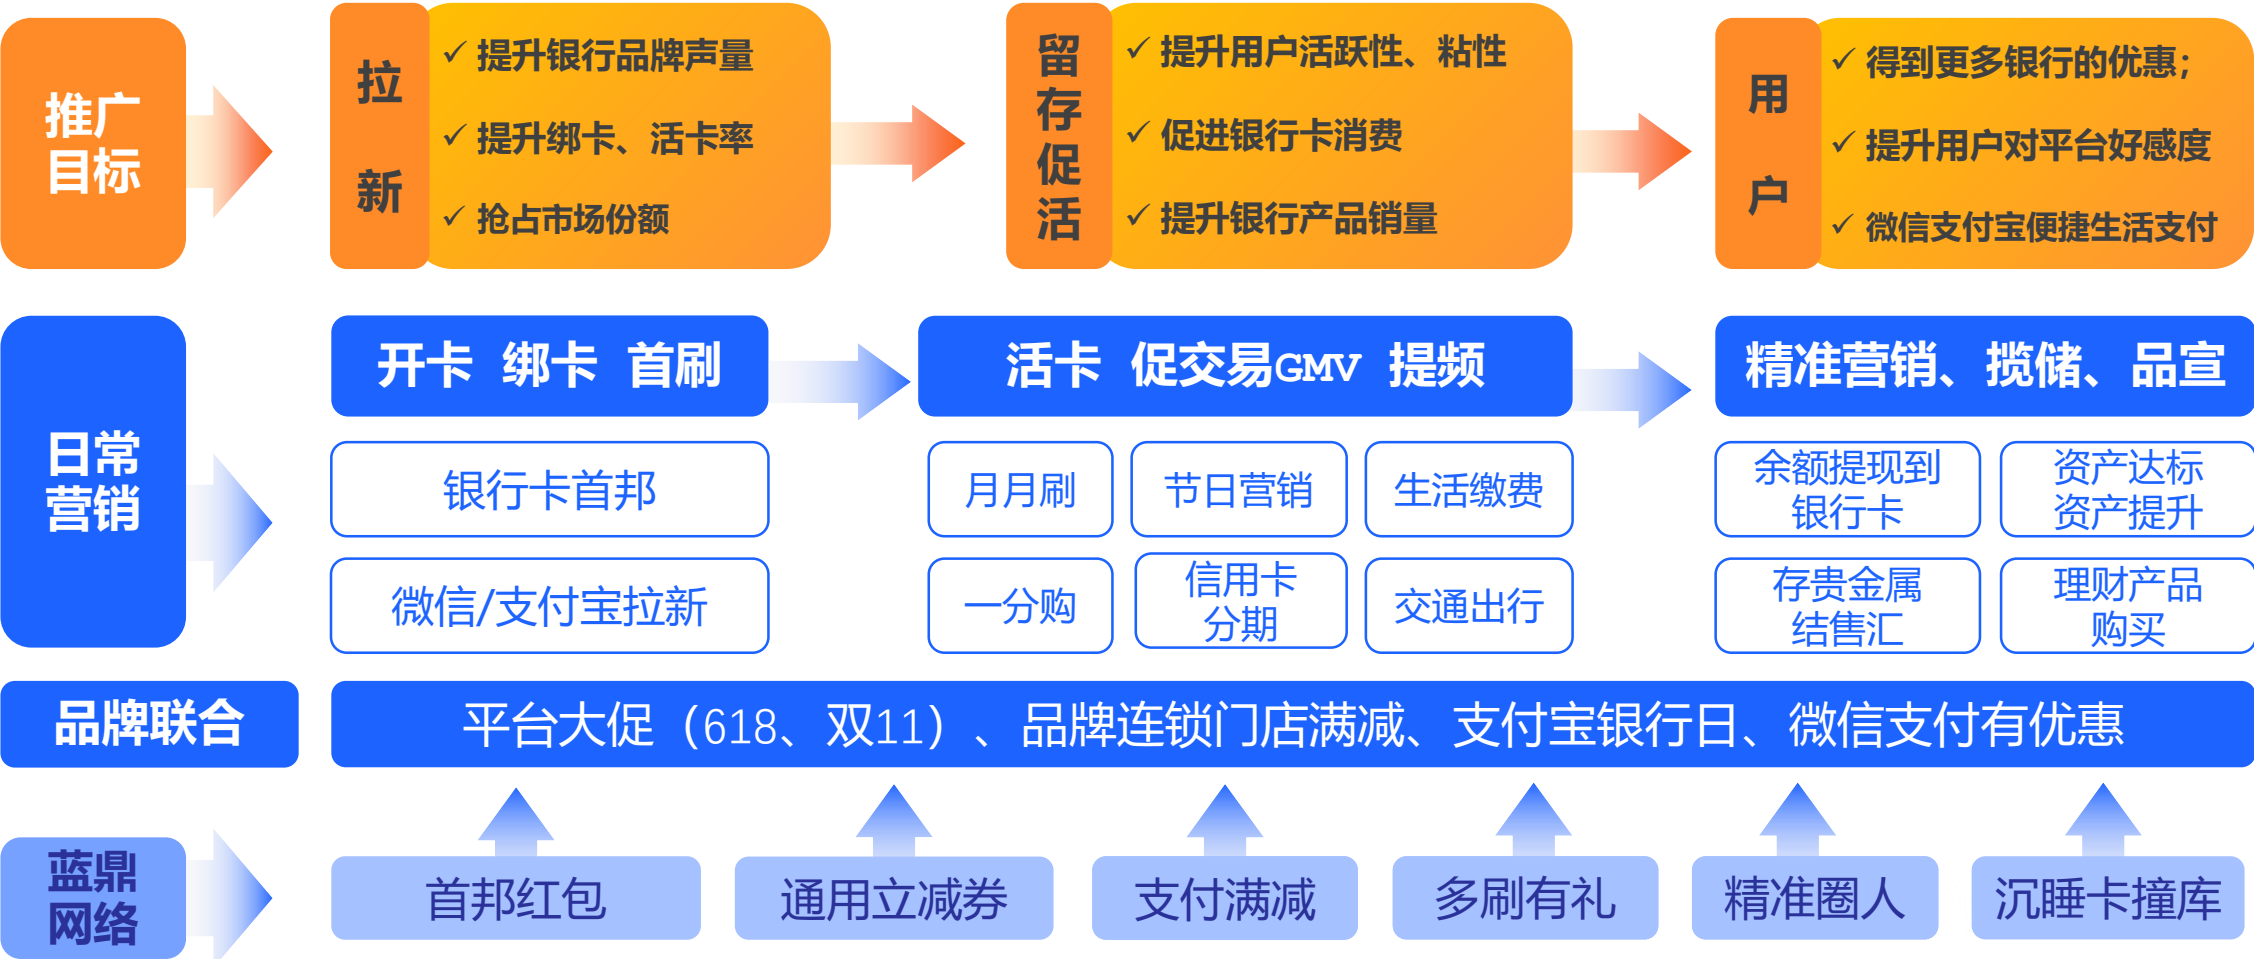 推广
目标
拉
新
✓ 提升银行品牌声量
✓ 提升绑卡、活卡率
✓ 抢占市场份额
留
存
促
活
✓ 提升用户活跃性、粘性
✓ 促进银行卡消费
✓ 提升银行产品销量
用
户
✓ 得到更多银行的优惠；
✓ 提升用户对平台好感度
✓ 微信支付宝便捷生活支付
日常
营销
开卡 绑卡 首刷
活卡 促交易GMV 提频
精准营销、揽储、品宣
银行卡首邦
微信/支付宝拉新
月月刷
节日营销
生活缴费
一分购
信用卡
分期
交通出行
余额提现到
银行卡
资产达标
资产提升
存贵金属
结售汇
理财产品
购买
品牌联合
平台大促（618、双11）、品牌连锁门店满减、支付宝银行日、微信支付有优惠
蓝鼎
网络
首邦红包
通用立减券
支付满减
多刷有礼
精准圈人
沉睡卡撞库